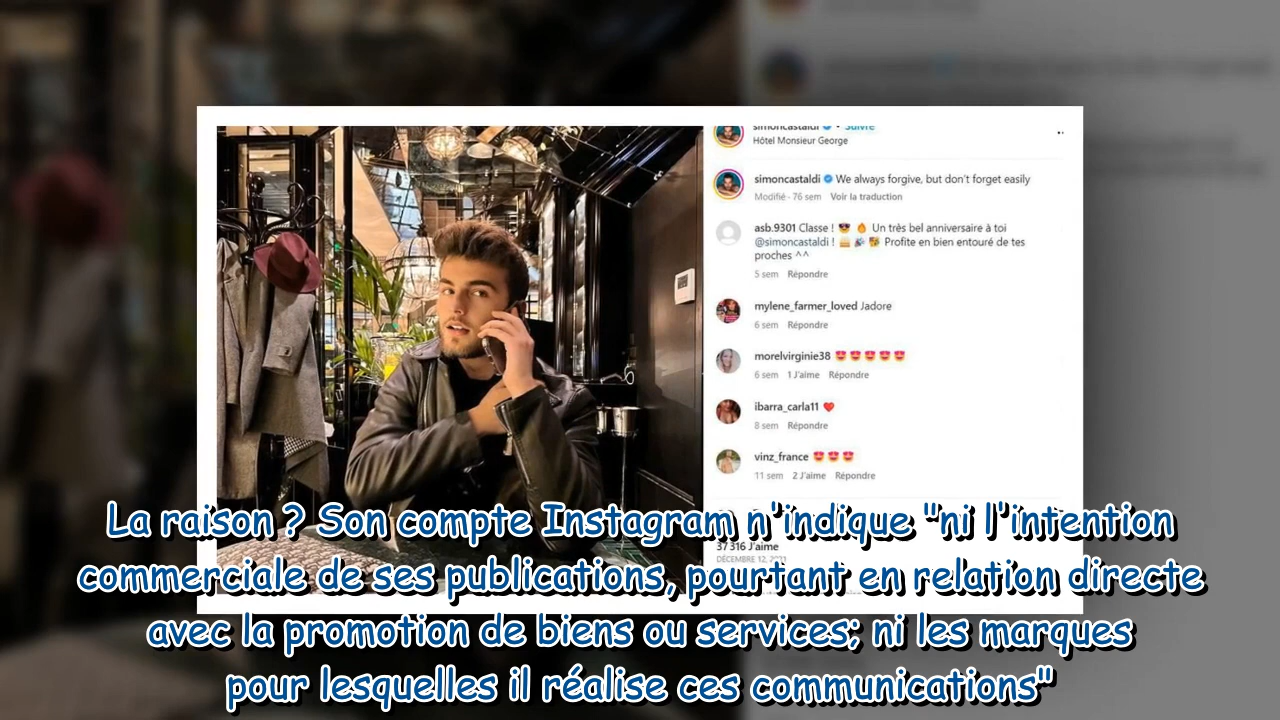 simoncastaldi • Suivre
Hôtel Monsieur George
simoncastaldi We always forgive, but don't forget easily
Modifié · 76 sem Voir la traduction
asb.9301 Classe ! 😎 🔥 Un très bel anniversaire à toi
@simoncastaldi ! 🎂 🎉 🎁 Profite en bien entouré de tes
proches ^^
5 sem Répondre
mylene_farmer_loved Jadore
6 sem Répondre
morelvirginie38 😍😍😍😍😍
6 sem 1 J'aime Répondre
ibarra_carla11 ❤️
8 sem Répondre
vinz_france 😍😍😍
11 sem 2 J'aime Répondre
37 316 J'aime
DÉCEMBRE 12, 2021
La raison ? Son compte Instagram n'indique "ni l'intention
commerciale de ses publications, pourtant en relation directe
avec la promotion de biens ou services; ni les marques
pour lesquelles il réalise ces communications"